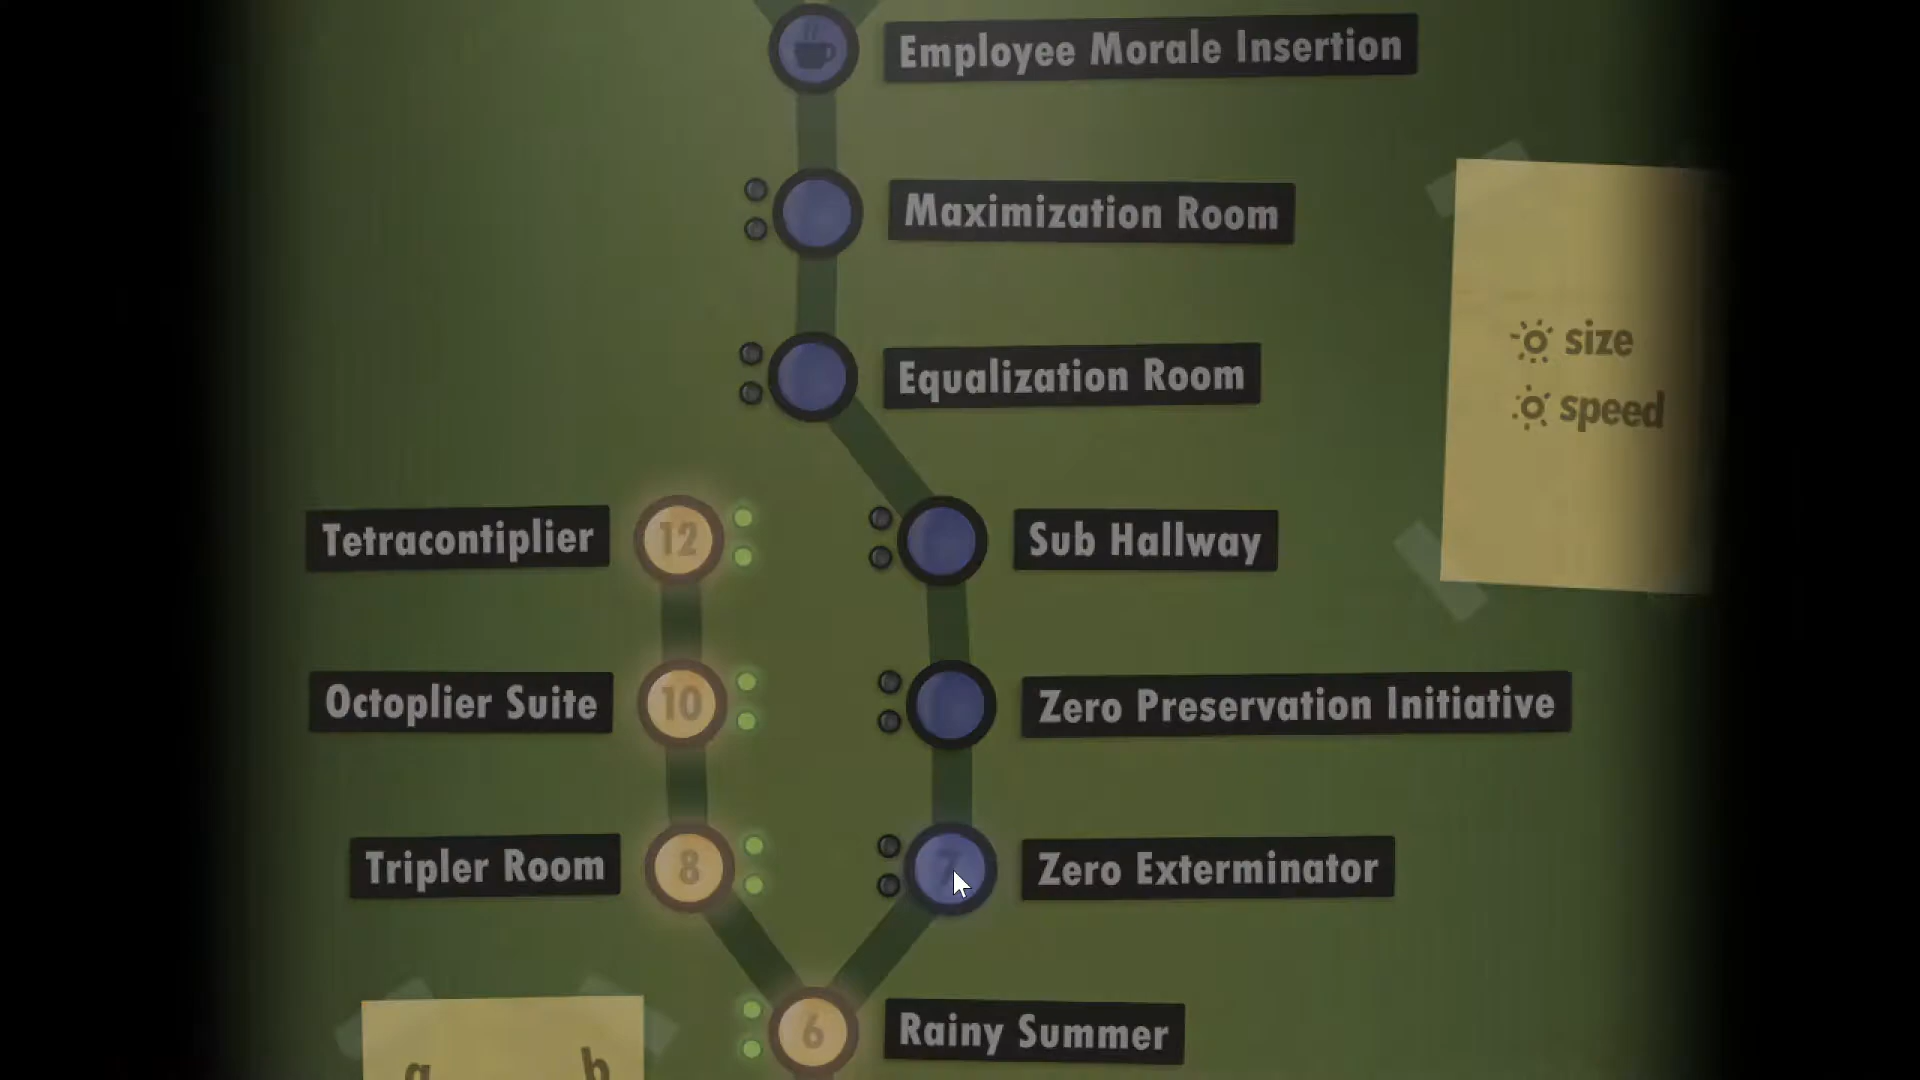 Employee Morale Insertion
Maximization Room
Equalization Room
size
speed
Tetracontiplier
12
Sub Hallway
Octoplier Suite
10
Zero Preservation Initiative
Tripler Room
8
7
Zero Exterminator
6
Rainy Summer
a b